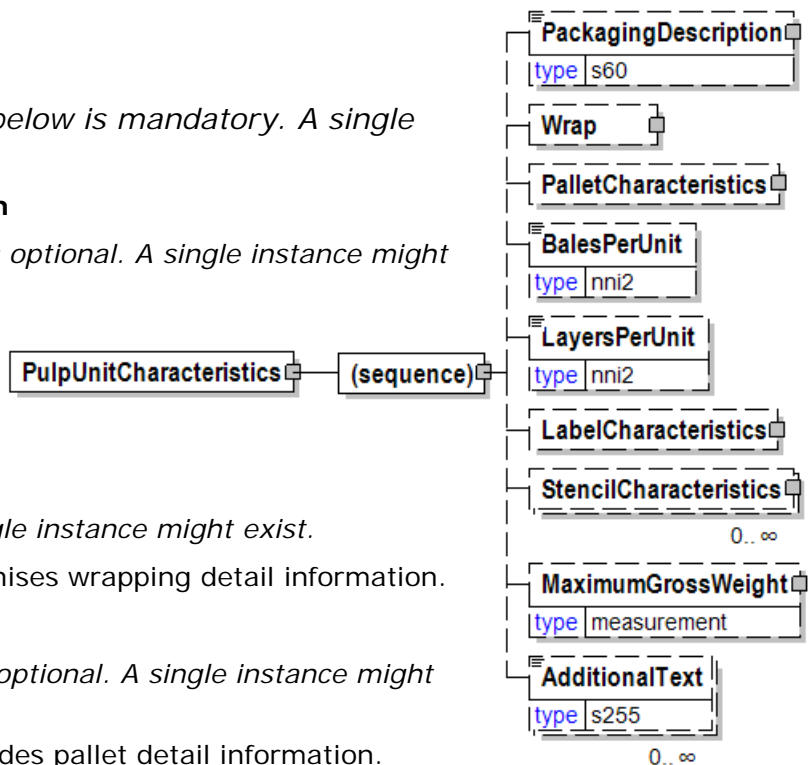 below is mandatory. A single
n
optional. A single instance might
gle instance might exist.
nises wrapping detail information.
optional. A single instance might
des pallet detail information.
PulpUnitCharacteristics
(sequence)
PackagingDescription
type s60
Wrap
PalletCharacteristics
BalesPerUnit
type nni2
LayersPerUnit
type nni2
LabelCharacteristics
StencilCharacteristics
0.. ∞
MaximumGrossWeight
type measurement
AdditionalText
type s255
0.. ∞